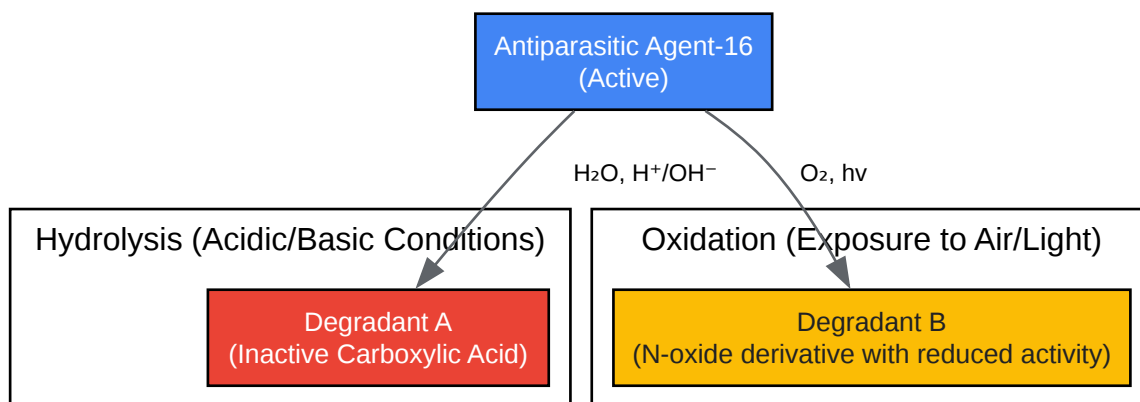 Antiparasitic Agent-16
(Active)
H₂O, H⁺/OH⁻
O₂, hv
Hydrolysis (Acidic/Basic Conditions)
Oxidation (Exposure to Air/Light)
Degradant A
(Inactive Carboxylic Acid)
Degradant B
(N-oxide derivative with reduced activity)